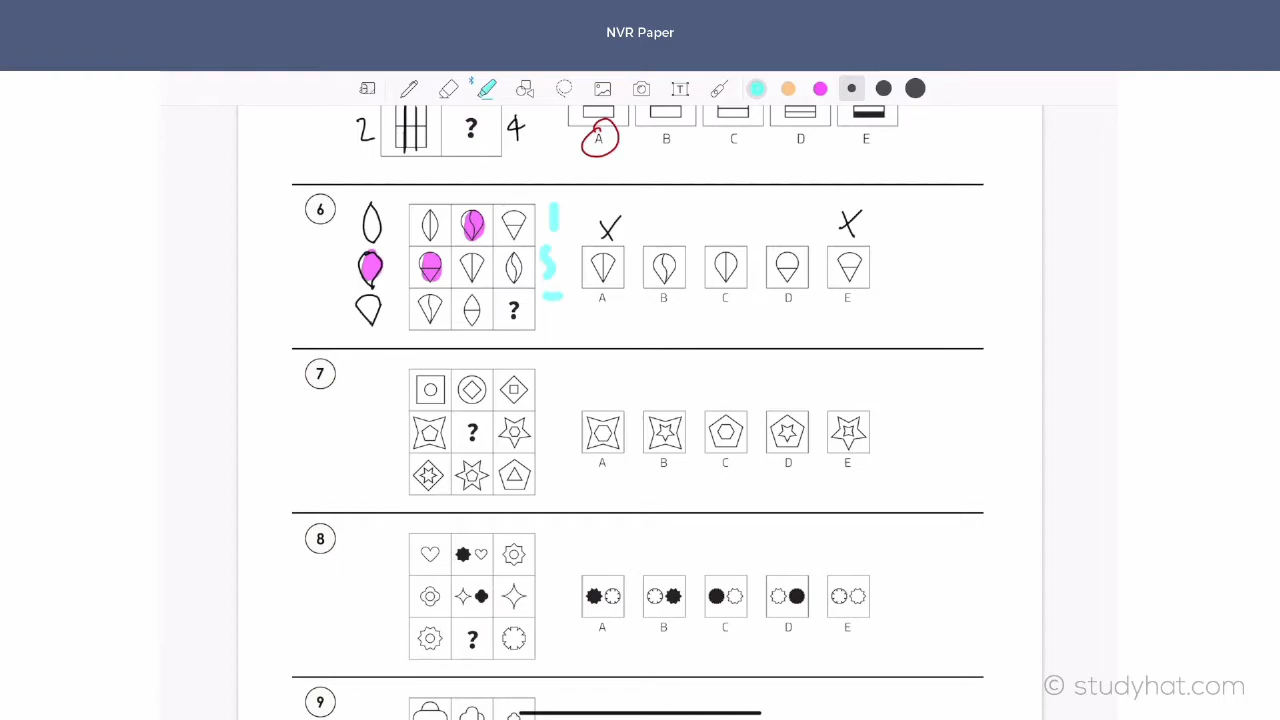 NVR Paper
T
2 ? 4
A B C D E
6
X X
S
?
A B C D E
7
?
A B C D E
8
?
A B C D E
9
© studyhat.com